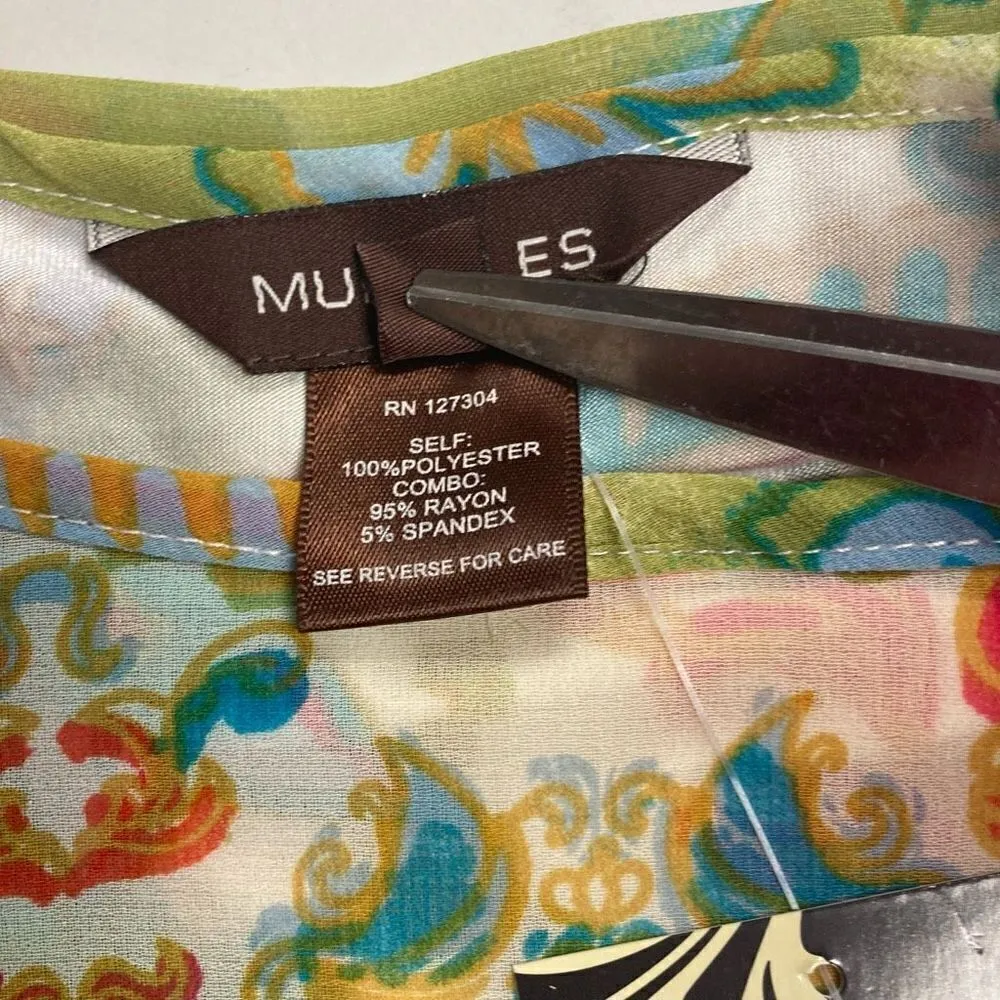 MU ES
RN 127304
SELF:
100%POLYESTER
COMBO:
95% RAYON
5% SPANDEX
SEE REVERSE FOR CARE